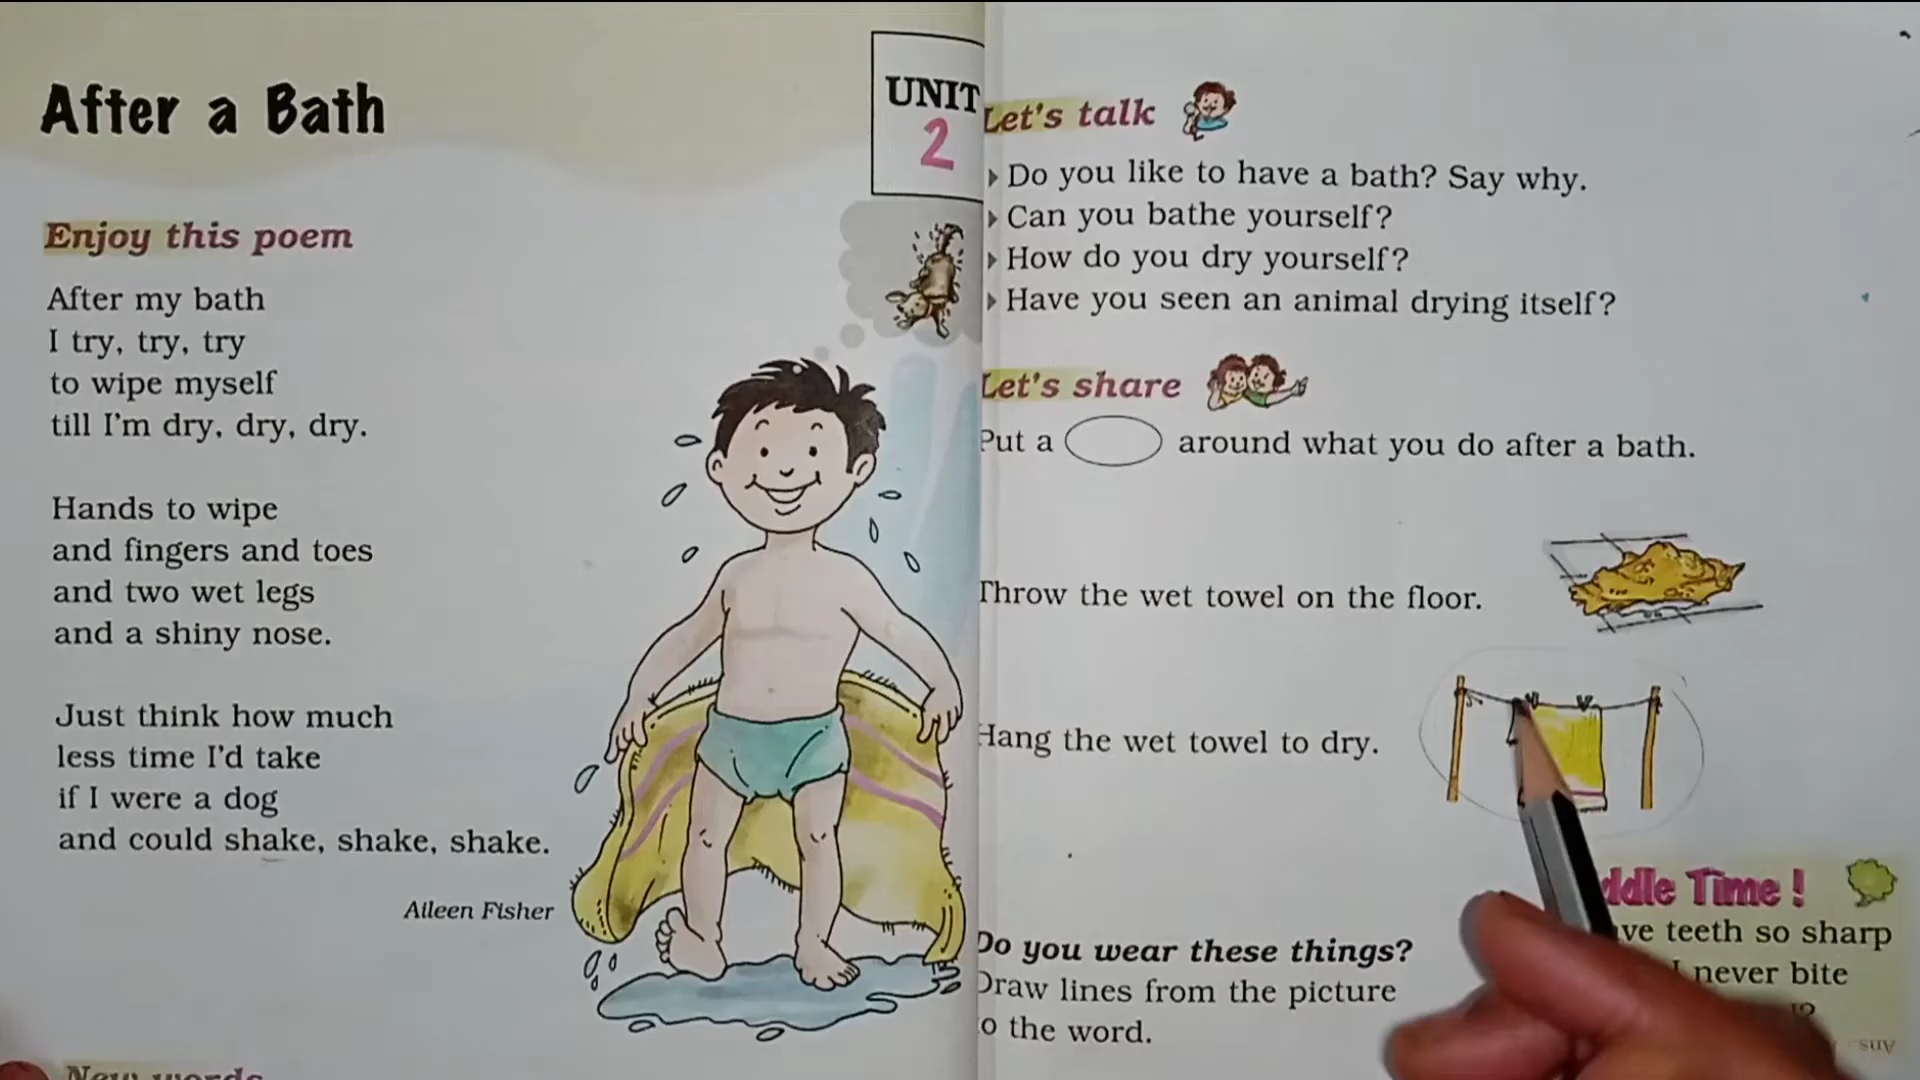 After a Bath
UNIT
2
Enjoy this poem
After my bath
I try, try, try
to wipe myself
till I'm dry, dry, dry.
Hands to wipe
and fingers and toes
and two wet legs
and a shiny nose.
Just think how much
less time I'd take
if I were a dog
and could shake, shake, shake.
Aileen Fisher
New words
Let's talk
Do you like to have a bath? Say why.
Can you bathe yourself?
How do you dry yourself?
Have you seen an animal drying itself?
Let's share
Put a around what you do after a bath.
Throw the wet towel on the floor.
Hang the wet towel to dry.
Do you wear these things?
Draw lines from the picture
to the word.
ddle Time !
ve teeth so sharp
I never bite
Ans